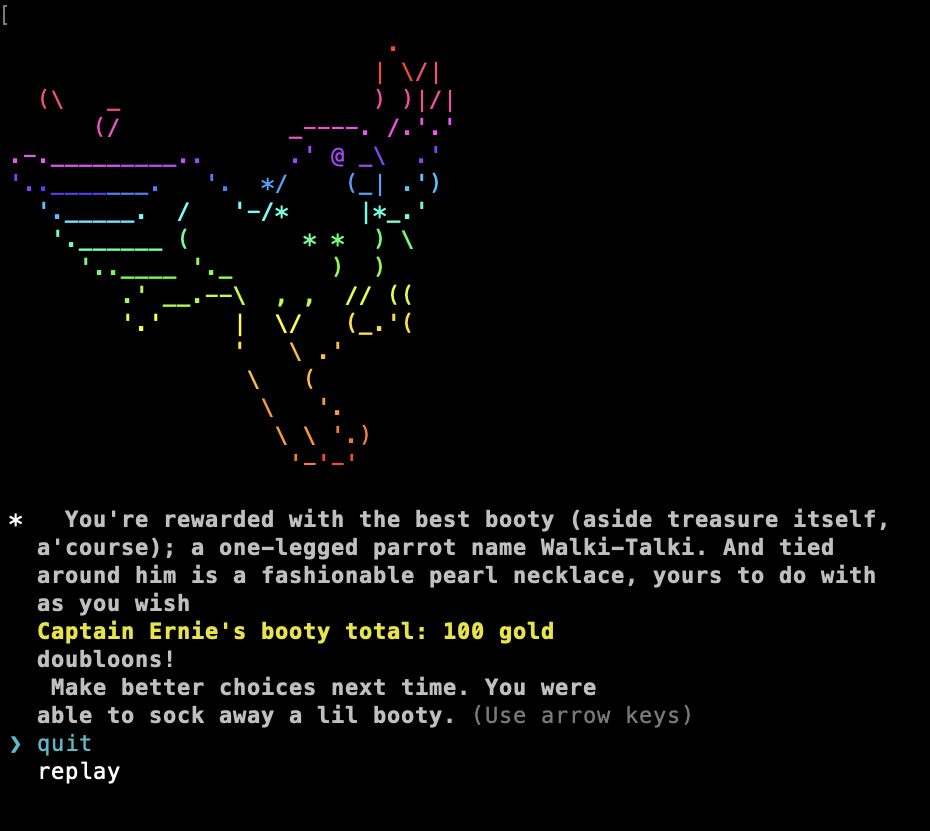 * You're rewarded with the best booty (aside treasure itself,
a'course); a one-legged parrot name Walki-Talki. And tied
around him is a fashionable pearl necklace, yours to do with
as you wish
Captain Ernie's booty total: 100 gold
doubloons!
Make better choices next time. You were
able to sock away a lil booty. (Use arrow keys)
❯ quit
replay